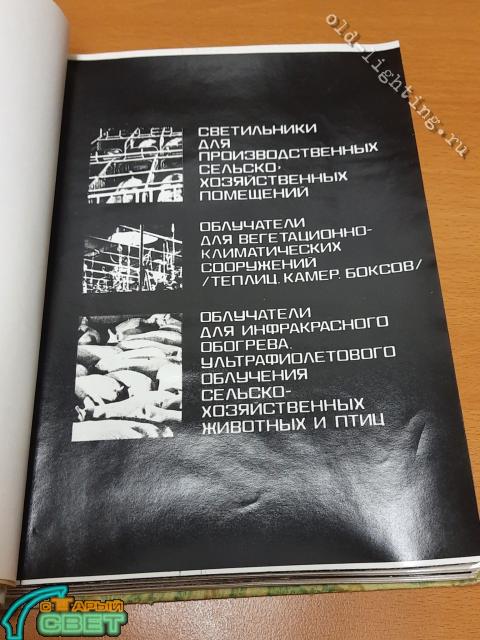 old-lighting.ru
СВЕТИЛЬНИКИ
ДЛЯ
ПРОИЗВОДСТВЕННЫХ
СЕЛЬСКО-
ХОЗЯЙСТВЕННЫХ
ПОМЕЩЕНИЙ
ОБЛУЧАТЕЛИ
ДЛЯ ВЕГЕТАЦИОННО-
КЛИМАТИЧЕСКИХ
СООРУЖЕНИЙ
/ТЕПЛИЦ, КАМЕР, БОКСОВ/
ОБЛУЧАТЕЛИ
ДЛЯ ИНФРАКРАСНОГО
ОБОГРЕВА,
УЛЬТРАФИОЛЕТОВОГО
ОБЛУЧЕНИЯ
СЕЛЬСКО-
ХОЗЯЙСТВЕННЫХ
ЖИВОТНЫХ И ПТИЦ
СТАРЫЙ
СВЕТ